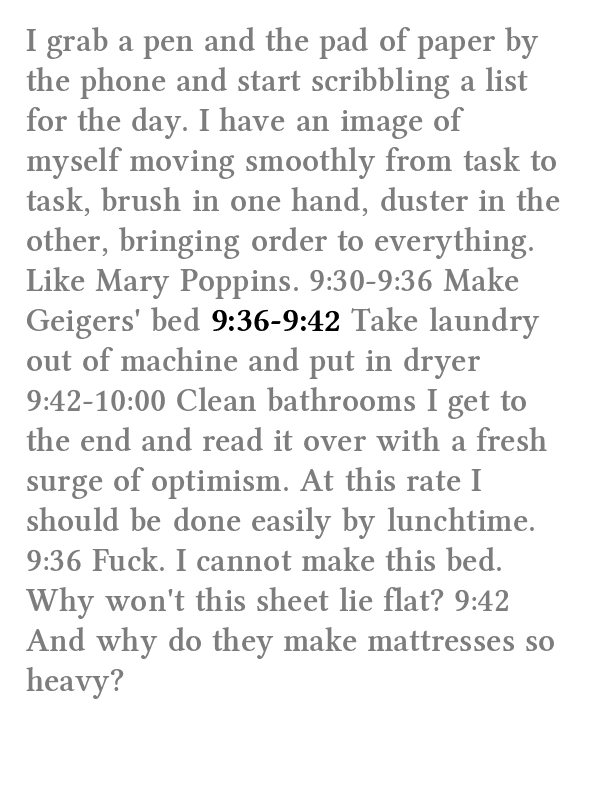 I grab a pen and the pad of paper by
the phone and start scribbling a list
for the day. I have an image of
myself moving smoothly from task to
task, brush in one hand, duster in the
other, bringing order to everything.
Like Mary Poppins. 9:30-9:36 Make
Geigers' bed 9:36-9:42 Take laundry
out of machine and put in dryer
9:42-10:00 Clean bathrooms I get to
the end and read it over with a fresh
surge of optimism. At this rate I
should be done easily by lunchtime.
9:36 Fuck. I cannot make this bed.
Why won't this sheet lie flat? 9:42
And why do they make mattresses so
heavy?